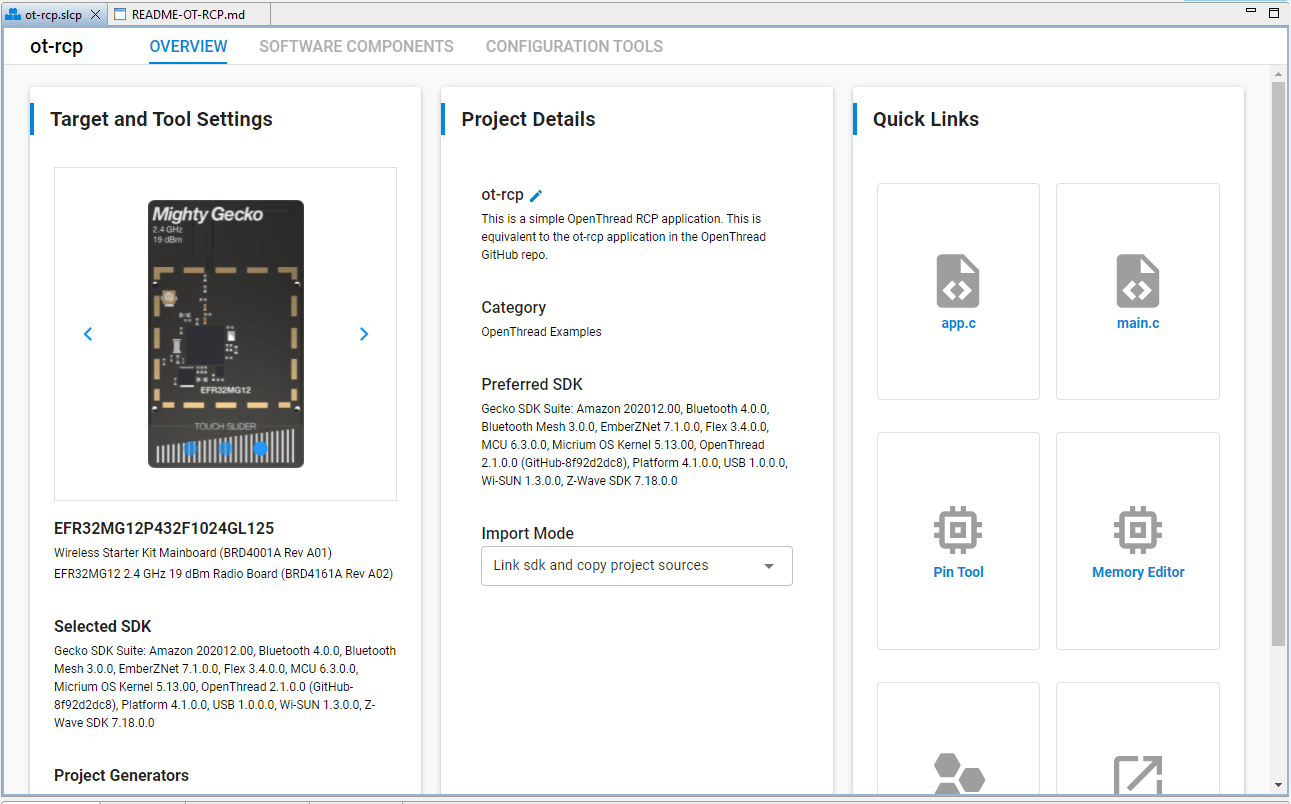 ot-rcp.slcp
README-OT-RCP.md
ot-rcp
OVERVIEW
SOFTWARE COMPONENTS
CONFIGURATION TOOLS
Target and Tool Settings
Mighty Gecko
2.4 GHz
19 dBm
EFR32MG12
TOUCH SLIDER
EFR32MG12P432F1024GL125
Wireless Starter Kit Mainboard (BRD4001A Rev A01)
EFR32MG12 2.4 GHz 19 dBm Radio Board (BRD4161A Rev A02)
Selected SDK
Gecko SDK Suite: Amazon 202012.00, Bluetooth 4.0.0, Bluetooth
Mesh 3.0.0, EmberZNet 7.1.0.0, Flex 3.4.0.0, MCU 6.3.0.0,
Micrium OS Kernel 5.13.00, OpenThread 2.1.0.0 (GitHub-
8f92d2dc8), Platform 4.1.0.0, USB 1.0.0.0, Wi-SUN 1.3.0.0, Z-
Wave SDK 7.18.0.0
Project Generators
Project Details
ot-rcp
This is a simple OpenThread RCP application. This is
equivalent to the ot-rcp application in the OpenThread
GitHub repo.
Category
OpenThread Examples
Preferred SDK
Gecko SDK Suite: Amazon 202012.00, Bluetooth 4.0.0,
Bluetooth Mesh 3.0.0, EmberZNet 7.1.0.0, Flex 3.4.0.0,
MCU 6.3.0.0, Micrium OS Kernel 5.13.00, OpenThread
2.1.0.0 (GitHub-8f92d2dc8), Platform 4.1.0.0, USB 1.0.0.0,
Wi-SUN 1.3.0.0, Z-Wave SDK 7.18.0.0
Import Mode
Link sdk and copy project sources
Quick Links
app.c
main.c
Pin Tool
Memory Editor